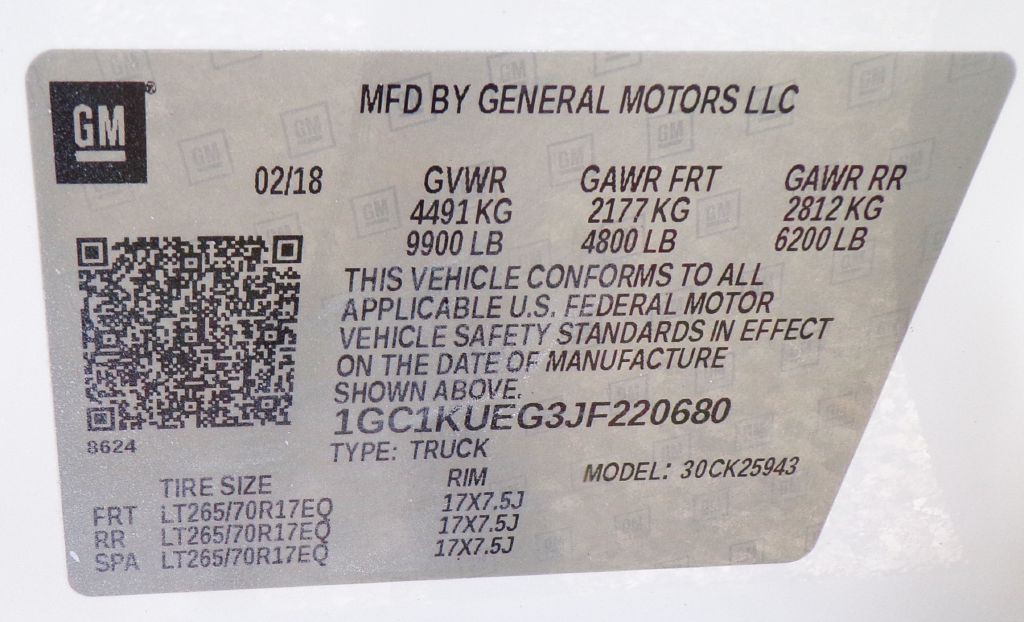 GM
MFD BY GENERAL MOTORS LLC
02/18 GVWR GAWR FRT GAWR RR
4491 KG 2177 KG 2812 KG
9900 LB 4800 LB 6200 LB
THIS VEHICLE CONFORMS TO ALL
APPLICABLE U.S. FEDERAL MOTOR
VEHICLE SAFETY STANDARDS IN EFFECT
ON THE DATE OF MANUFACTURE
SHOWN ABOVE.
1GC1KUEG3JF220680
8624
TYPE: TRUCK
MODEL: 30CK25943
TIRE SIZE RIM
FRT LT265/70R17EQ 17X7.5J
RR LT265/70R17EQ 17X7.5J
SPA LT265/70R17EQ 17X7.5J